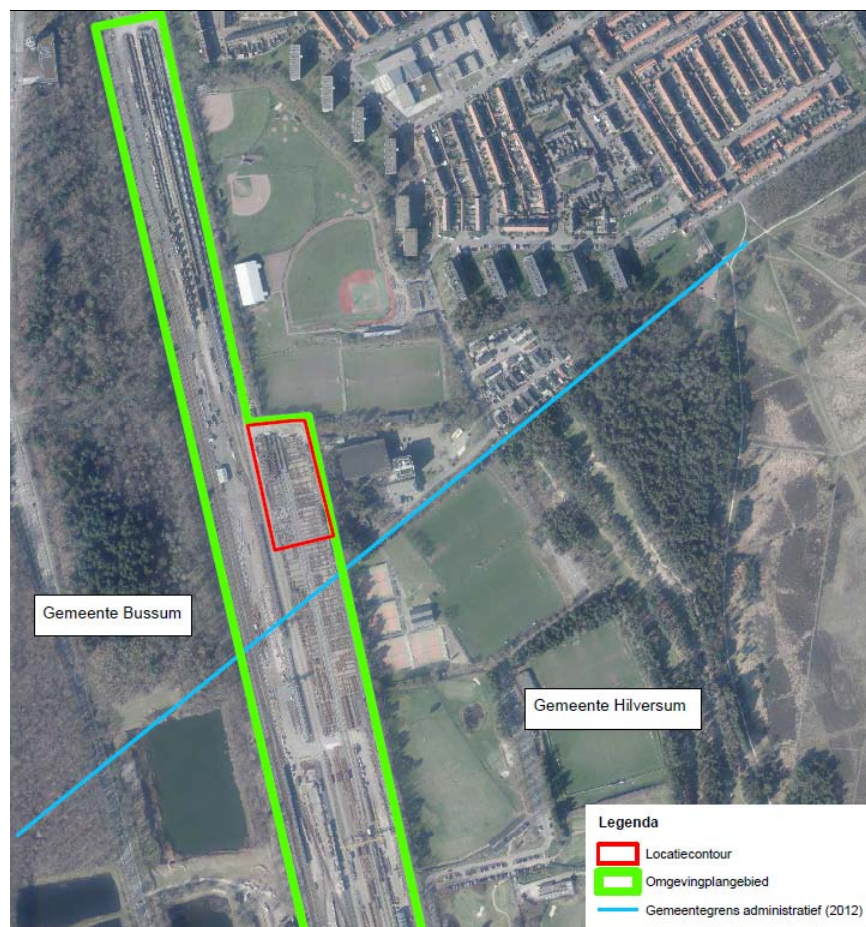 Gemeente Bussum
Gemeente Hilversum
Legenda
Locatiecontour
Omgevingplangebied
Gemeentegrens administratief (2012)